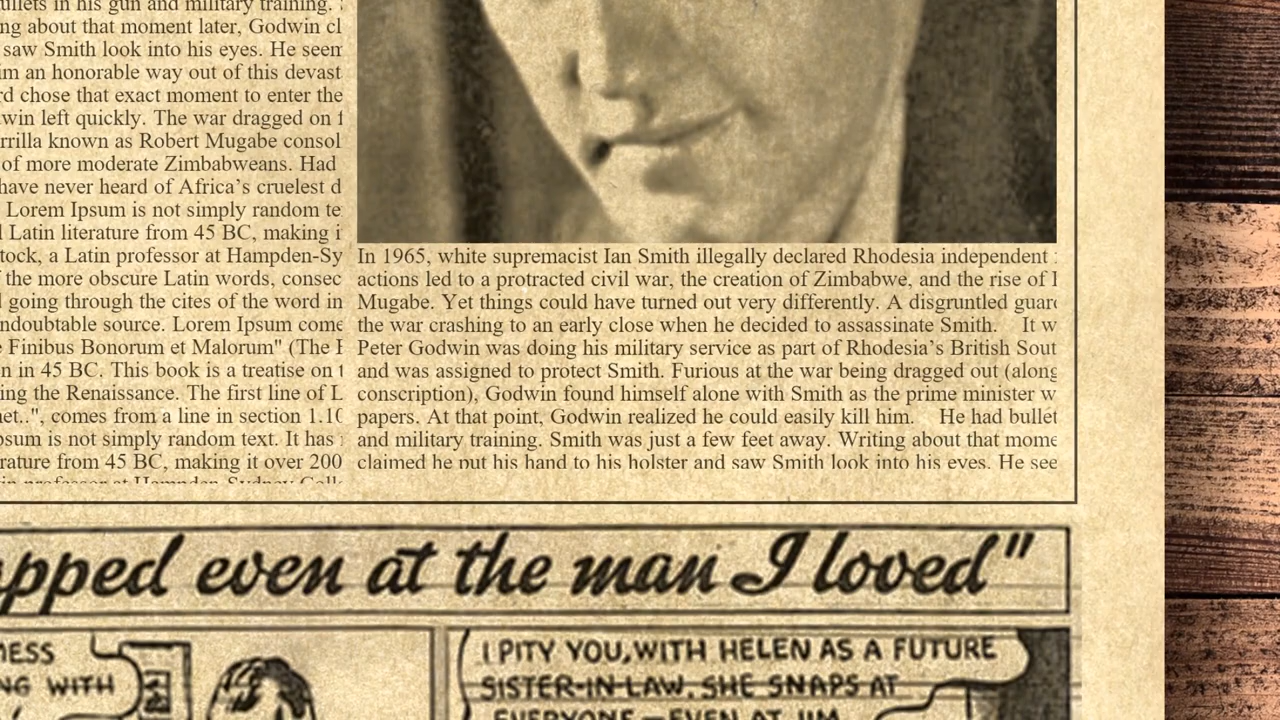 ullets in his gun and military training.
ng about that moment later, Godwin cl
saw Smith look into his eyes. He seem
im an honorable way out of this devast
rd chose that exact moment to enter the
win left quickly. The war dragged on f
rrilla known as Robert Mugabe consol
of more moderate Zimbabweans. Had
have never heard of Africa's cruelest d
Lorem Ipsum is not simply random te
l Latin literature from 45 BC, making i
tock, a Latin professor at Hampden-Sy
f the more obscure Latin words, consec
l going through the cites of the word in
ndoubtable source. Lorem Ipsum come
e Finibus Bonorum et Malorum" (The E
n in 45 BC. This book is a treatise on t
ing the Renaissance. The first line of L
net..", comes from a line in section 1.10
psum is not simply random text. It has
rature from 45 BC, making it over 200
in professor at Hampden-Sydney Colle
In 1965, white supremacist Ian Smith illegally declared Rhodesia independent
actions led to a protracted civil war, the creation of Zimbabwe, and the rise of
Mugabe. Yet things could have turned out very differently. A disgruntled guard
the war crashing to an early close when he decided to assassinate Smith. It w
Peter Godwin was doing his military service as part of Rhodesia's British Sout
and was assigned to protect Smith. Furious at the war being dragged out (along
conscription), Godwin found himself alone with Smith as the prime minister w
papers. At that point, Godwin realized he could easily kill him. He had bullet
and military training. Smith was just a few feet away. Writing about that mome
claimed he put his hand to his holster and saw Smith look into his eyes. He see
pped even at the man I loved"
NESS
NG WITH
I PITY YOU, WITH HELEN AS A FUTURE
SISTER-IN-LAW. SHE SNAPS AT
EVERYONE—EVEN AT JIM